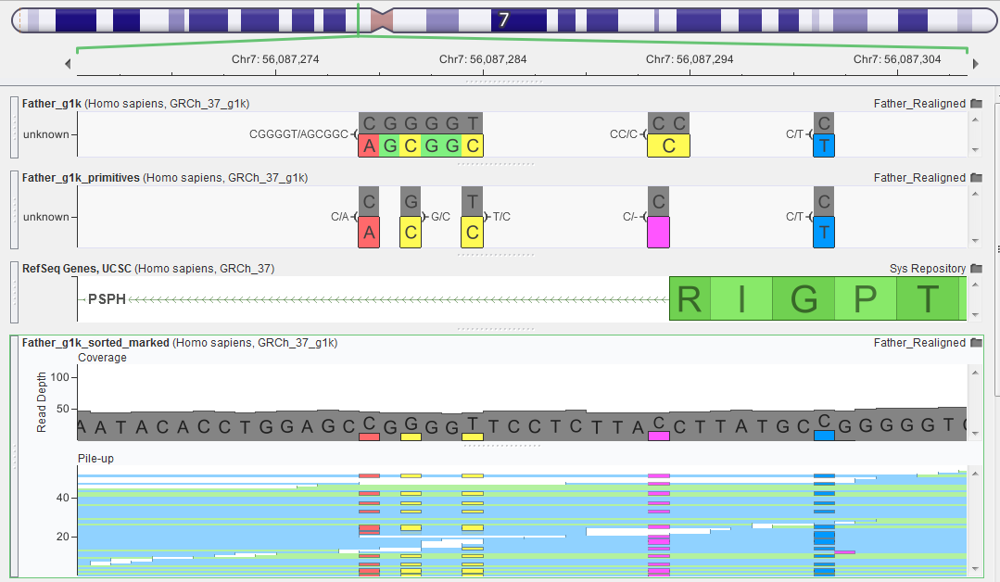 7
Chr7: 56,087,274 Chr7: 56,087,284 Chr7: 56,087,294 Chr7: 56,087,304
Father_g1k (Homo sapiens, GRCh_37_g1k) Father_Realigned
C G G G G T C C C
unknown CGGGGT/AGCGGC CC/C C/T
A G C G G C C T
Father_g1k_primitives (Homo sapiens, GRCh_37_g1k) Father_Realigned
C G T C C
unknown C/A G/C T/C C/- C/T
A C C T
RefSeq Genes, UCSC (Homo sapiens, GRCh_37) Sys Repository
PSPH R I G P T
Father_g1k_sorted_marked (Homo sapiens, GRCh_37_g1k) Father_Realigned
Coverage
100
Read Depth
50
A A T A C A C C T G G A G C C G G G G T T C C T C T T A C C T T A T G C C G G G G T G
Pile-up
40
20